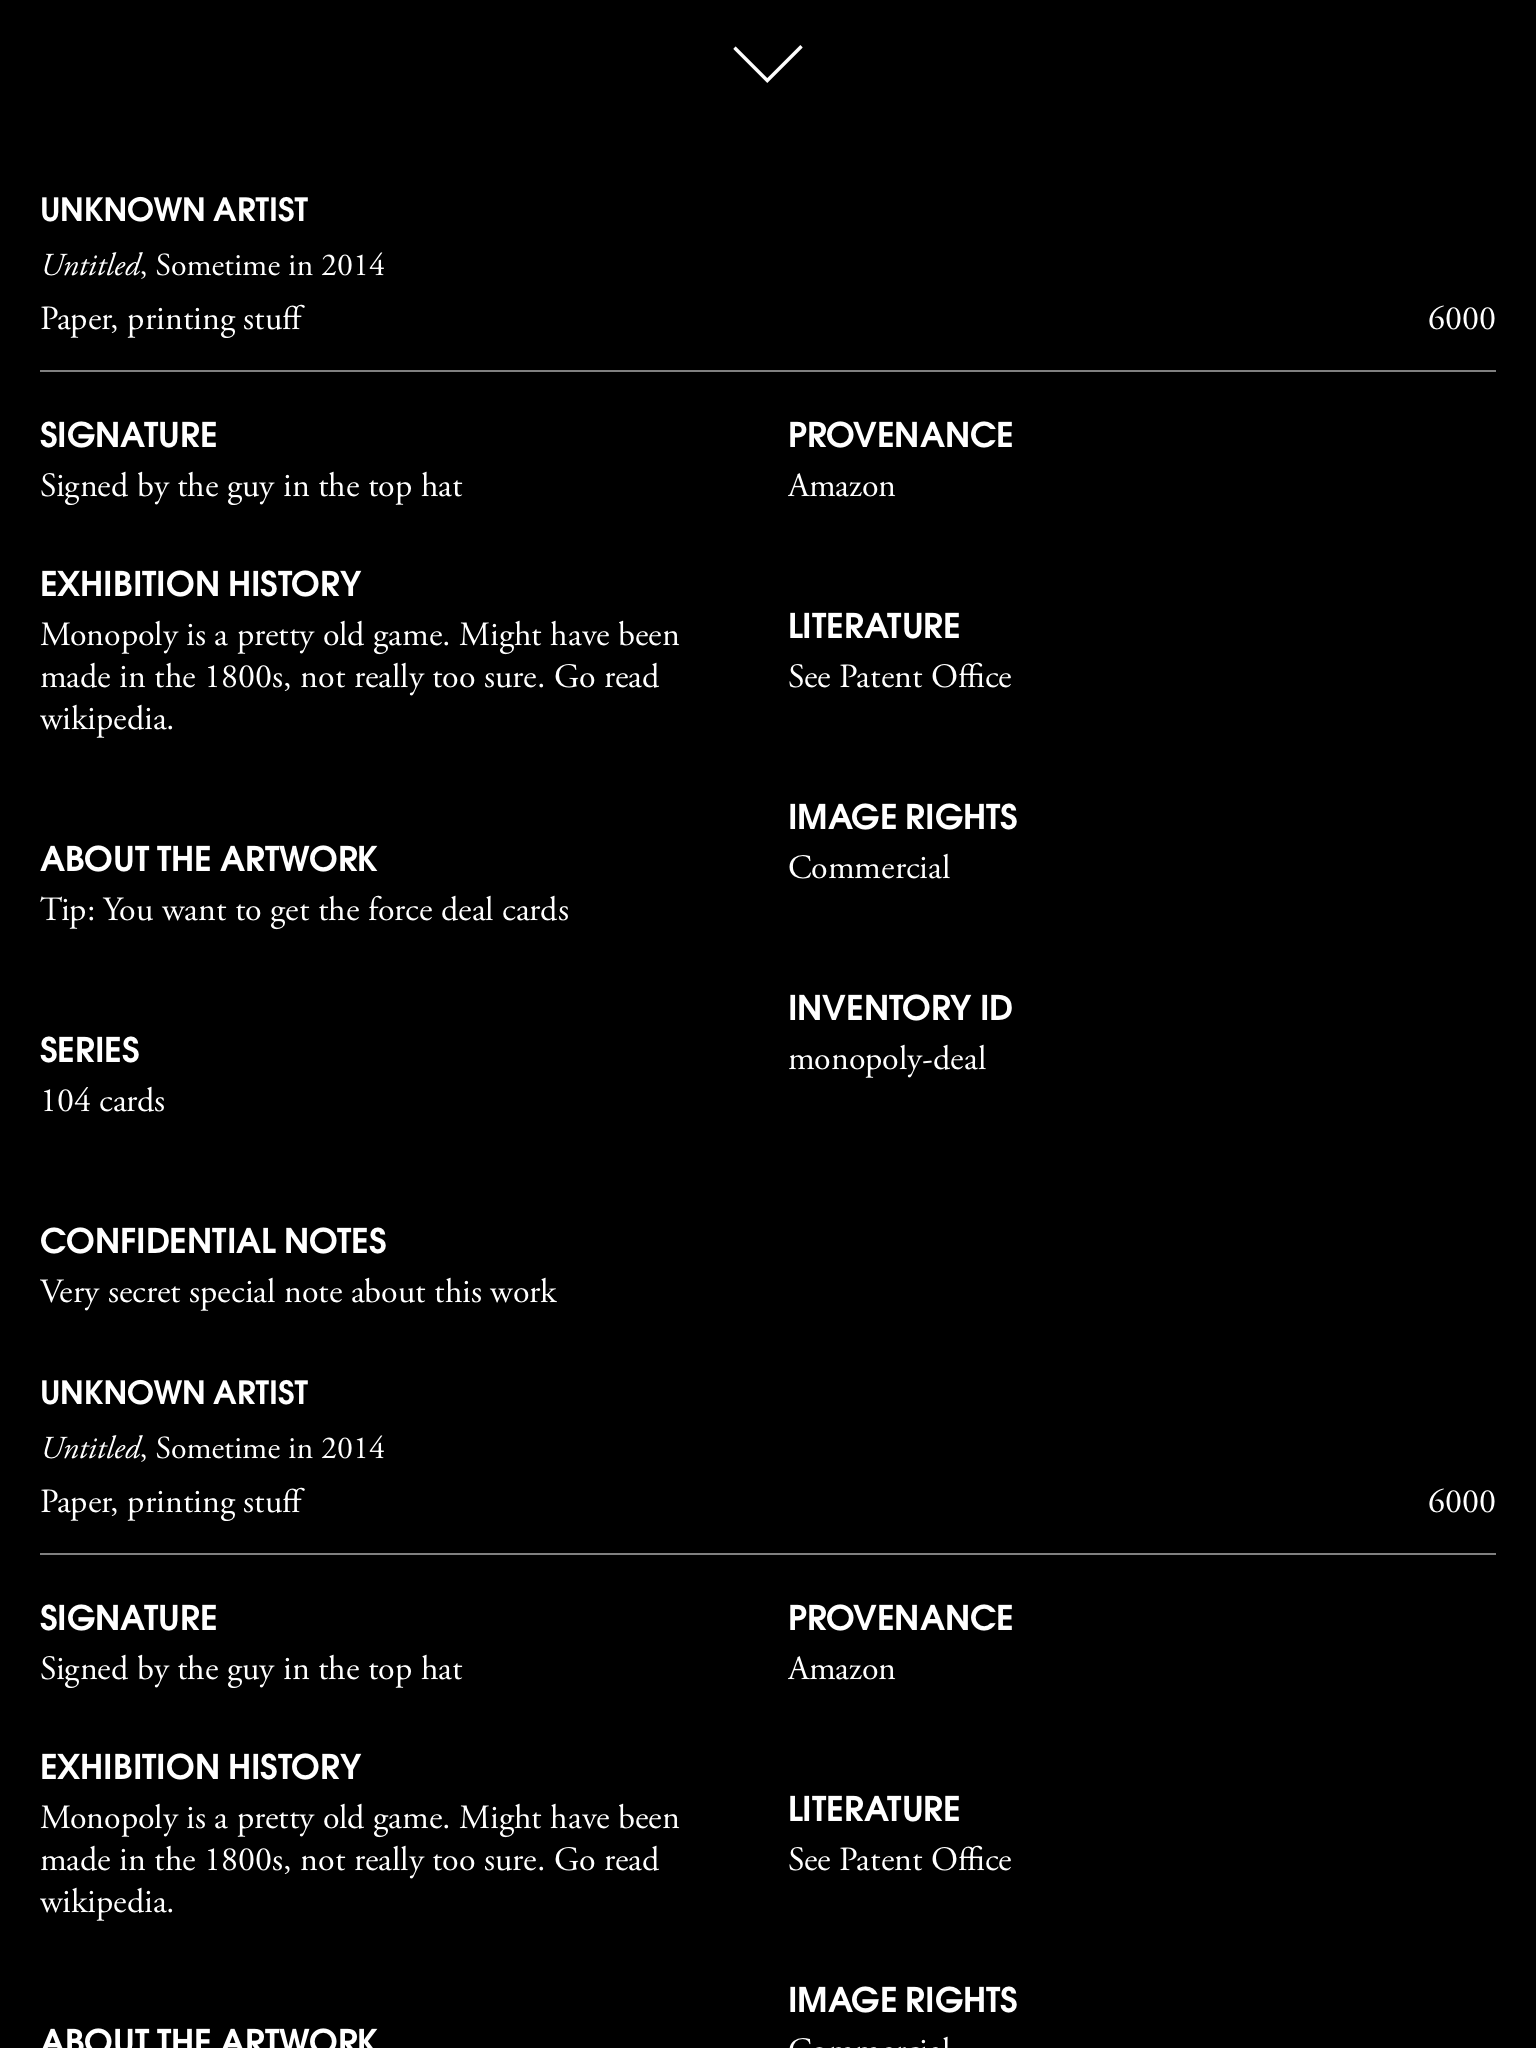 UNKNOWN ARTIST
Untitled, Sometime in 2014
Paper, printing stuff
6000
SIGNATURE
Signed by the guy in the top hat
EXHIBITION HISTORY
Monopoly is a pretty old game. Might have been
made in the 1800s, not really too sure. Go read
wikipedia.
ABOUT THE ARTWORK
Tip: You want to get the force deal cards
SERIES
104 cards
CONFIDENTIAL NOTES
Very secret special note about this work
PROVENANCE
Amazon
LITERATURE
See Patent Office
IMAGE RIGHTS
Commercial
INVENTORY ID
monopoly-deal
UNKNOWN ARTIST
Untitled, Sometime in 2014
Paper, printing stuff
6000
SIGNATURE
Signed by the guy in the top hat
EXHIBITION HISTORY
Monopoly is a pretty old game. Might have been
made in the 1800s, not really too sure. Go read
wikipedia.
ABOUT THE ARTWORK
PROVENANCE
Amazon
LITERATURE
See Patent Office
IMAGE RIGHTS
Commercial